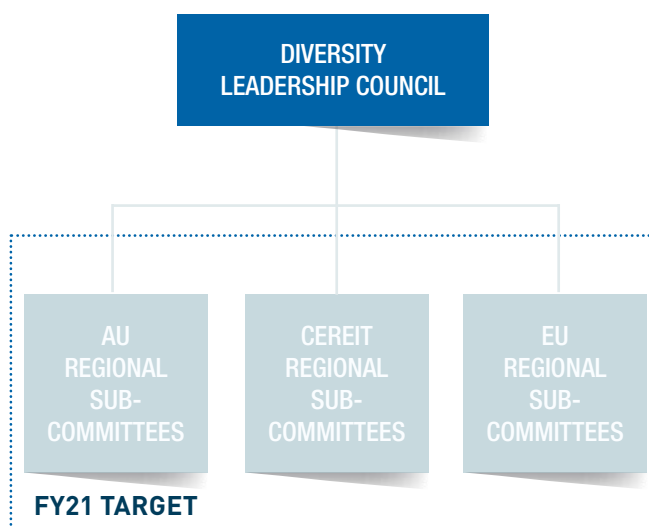 DIVERSITY
LEADERSHIP COUNCIL
AU
REGIONAL
SUB-
COMMITTEES
CEREIT
REGIONAL
SUB-
COMMITTEES
EU
REGIONAL
SUB-
COMMITTEES
FY21 TARGET